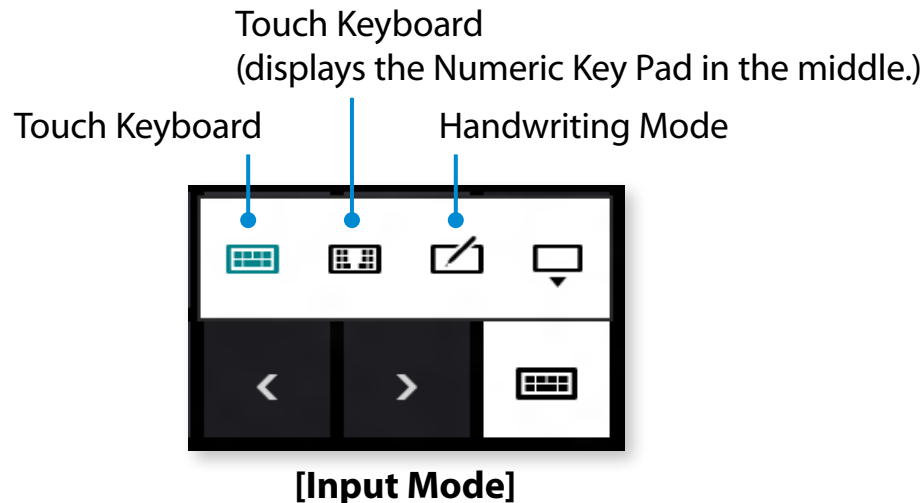 Touch Keyboard
(displays the Numeric Key Pad in the middle.)
Touch Keyboard
Handwriting Mode
[Input Mode]